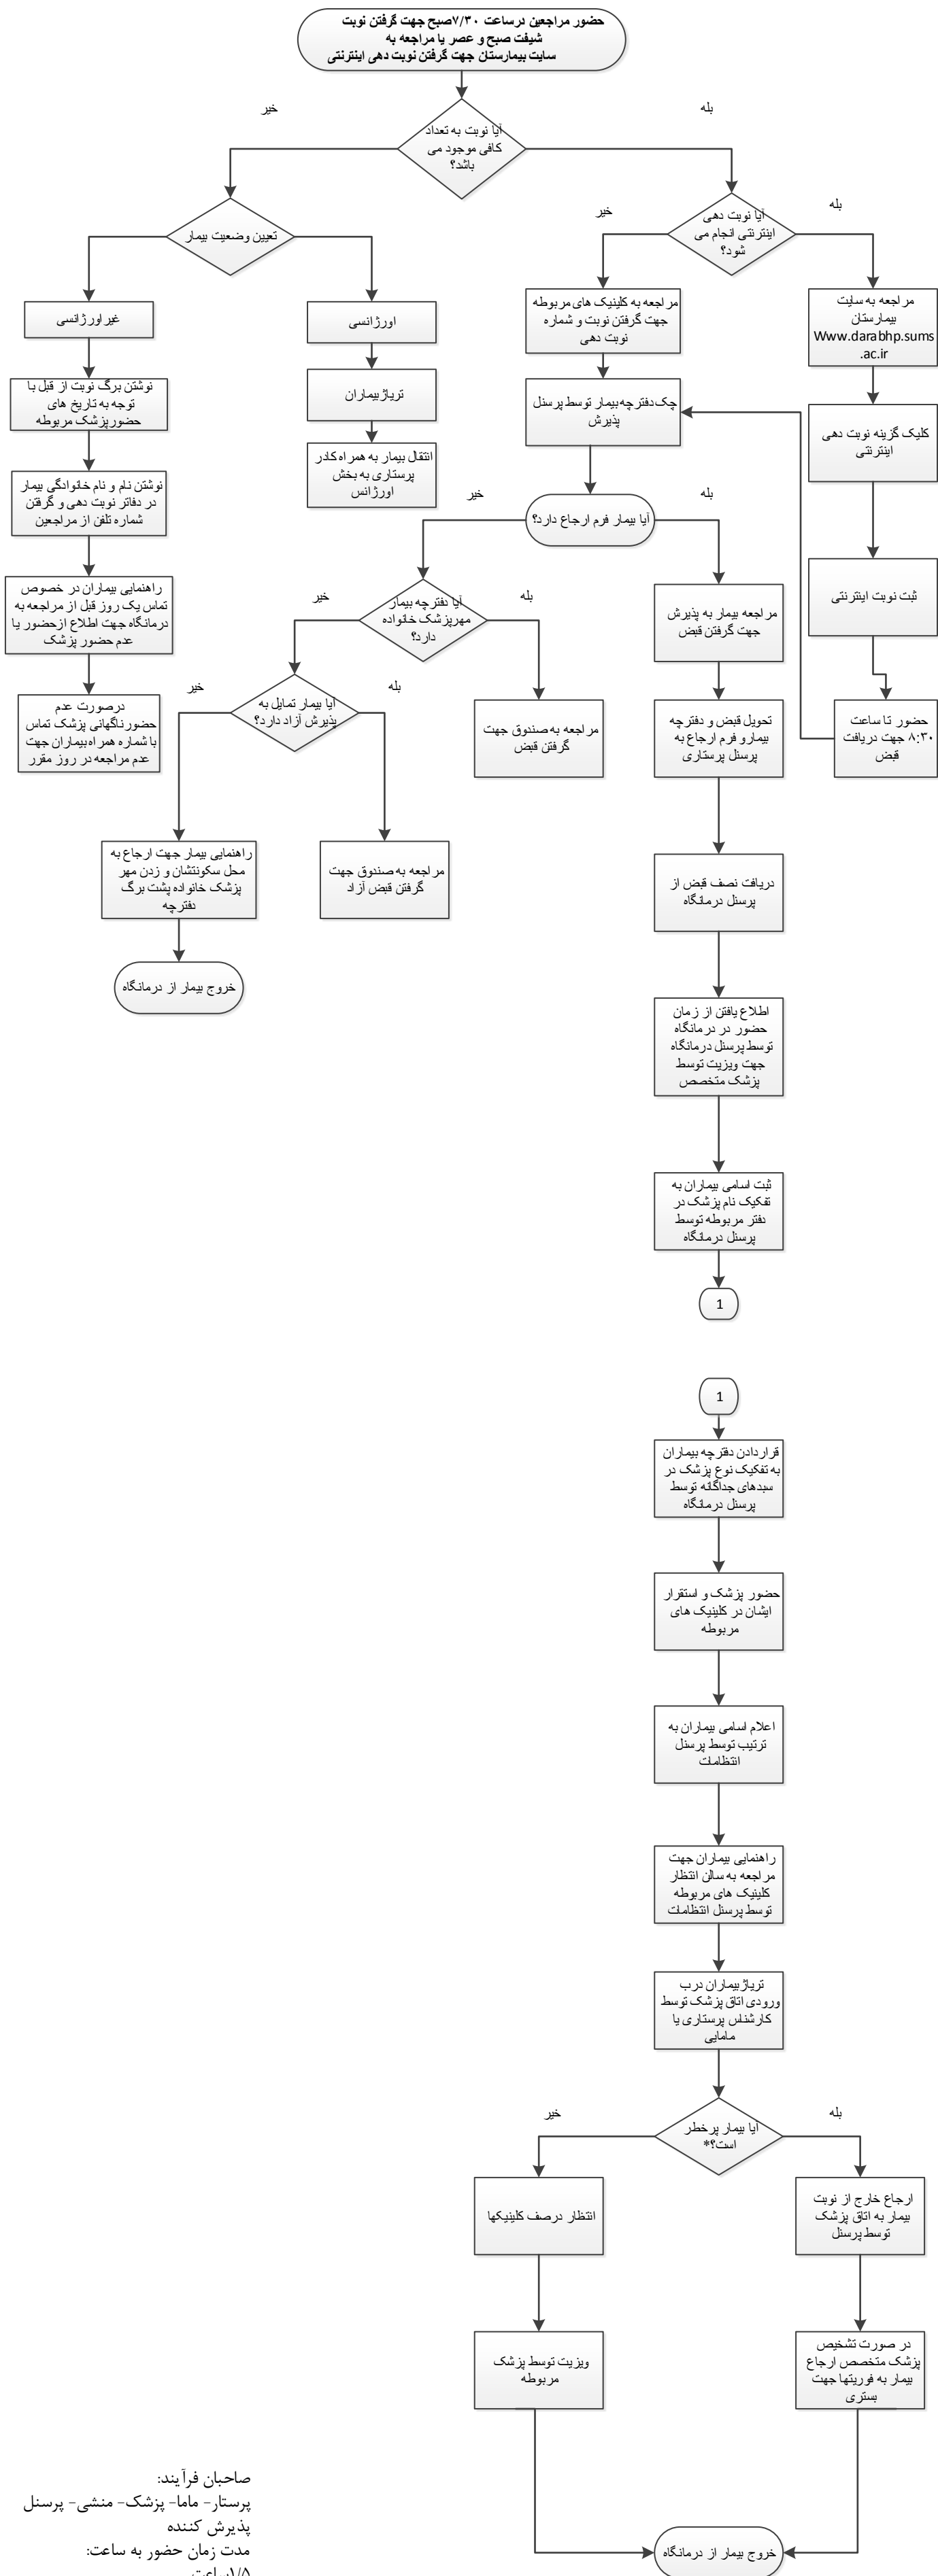 حضور مراجعین درساعت ۷/۳۰صبح جهت گرفتن نوبت
شیفت صبح و عصر یا مراجعه به
سایت بیمارستان جهت گرفتن نوبت دهی اینترنتی
خیر
بله
آیا نوبت به تعداد
کافی موجود می
باشد؟
تعیین وضعیت بیمار
خیر
آیا نوبت دهی
اینترنتی انجام می
شود؟
بله
غیراورژانسی
اورژانسی
مراجعه به کلینیک های مربوطه
جهت گرفتن نوبت و شماره
نوبت دهی
مراجعه به سایت
بیمارستان
Www.darabhp.sums
.ac.ir
نوشتن برگ نوبت از قبل با
توجه به تاریخ های
حضورپزشک مربوطه
تریاژبیماران
چک دفترچه بیمار توسط پرسنل
پذیرش
کلیک گزینه نوبت دهی
اینترنتی
نوشتن نام و نام خانوادگی بیمار
در دفاتر نوبت دهی و گرفتن
شماره تلفن از مراجعین
انتقال بیمار به همراه کادر
پرستاری به بخش
اورژانس
خیر
آیا بیمار فرم ارجاع دارد؟
بله
راهنمایی بیماران در خصوص
تماس یک روز قبل از مراجعه به
درمانگاه جهت اطلاع ازحضور یا
عدم حضور پزشک
خیر
آیا دفترچه بیمار
مهرپزشک خانواده
دارد؟
بله
مراجعه بیمار به پذیرش
جهت گرفتن قبض
ثبت نوبت اینترنتی
درصورت عدم
حضورناگهانی پزشک تماس
با شماره همراه بیماران جهت
عدم مراجعه در روز مقرر
خیر
آیا بیمار تمایل به
پذیرش آزاد دارد؟
بله
مراجعه به صندوق جهت
گرفتن قبض
تحویل قبض و دفترچه
بیمارو فرم ارجاع به
پرسنل پرستاری
حضور تا ساعت
۸:۳۰ جهت دریافت
قبض
راهنمایی بیمار جهت ارجاع به
محل سکونتشان و زدن مهر
پزشک خانواده پشت برگ
دفترچه
مراجعه به صندوق جهت
گرفتن قبض آزاد
دریافت نصف قبض از
پرسنل درمانگاه
خروج بیمار از درمانگاه
اطلاع یافتن از زمان
حضور در درمانگاه
توسط پرسنل درمانگاه
جهت ویزیت توسط
پزشک متخصص
ثبت اسامی بیماران به
تفکیک نام پزشک در
دفتر مربوطه توسط
پرسنل درمانگاه
1
1
قراردادن دفترچه بیماران
به تفکیک نوع پزشک در
سبدهای جداگانه توسط
پرسنل درمانگاه
حضور پزشک و استقرار
ایشان در کلینیک های
مربوطه
اعلام اسامی بیماران به
ترتیب توسط پرسنل
انتظامات
راهنمایی بیماران جهت
مراجعه به سالن انتظار
کلینیک های مربوطه
توسط پرسنل انتظامات
تریاژبیماران درب
ورودی اتاق پزشک توسط
کارشناس پرستاری یا
مامایی
خیر
آیا بیمار پرخطر
است؟*
بله
انتظار درصف کلینیکها
ارجاع خارج از نوبت
بیمار به اتاق پزشک
توسط پرسنل
ویزیت توسط پزشک
مربوطه
در صورت تشخیص
پزشک متخصص ارجاع
بیمار به فوریتها جهت
بستری
خروج بیمار از درمانگاه
صاحبان فرآیند:
پرستار- ماما- پزشک- منشی- پرسنل
پذیرش کننده
مدت زمان حضور به ساعت:
۱/۵ساعت